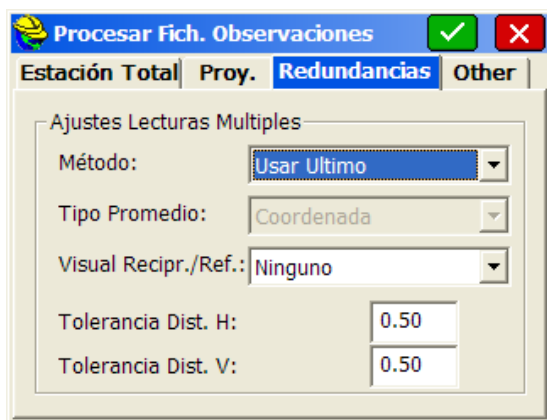 Procesar Fich. Observaciones
Estación Total Proy. Redundancias Other
Ajustes Lecturas Multiples
Método: Usar Ultimo
Tipo Promedio: Coordenada
Visual Recipr./Ref.: Ninguno
Tolerancia Dist. H: 0.50
Tolerancia Dist. V: 0.50